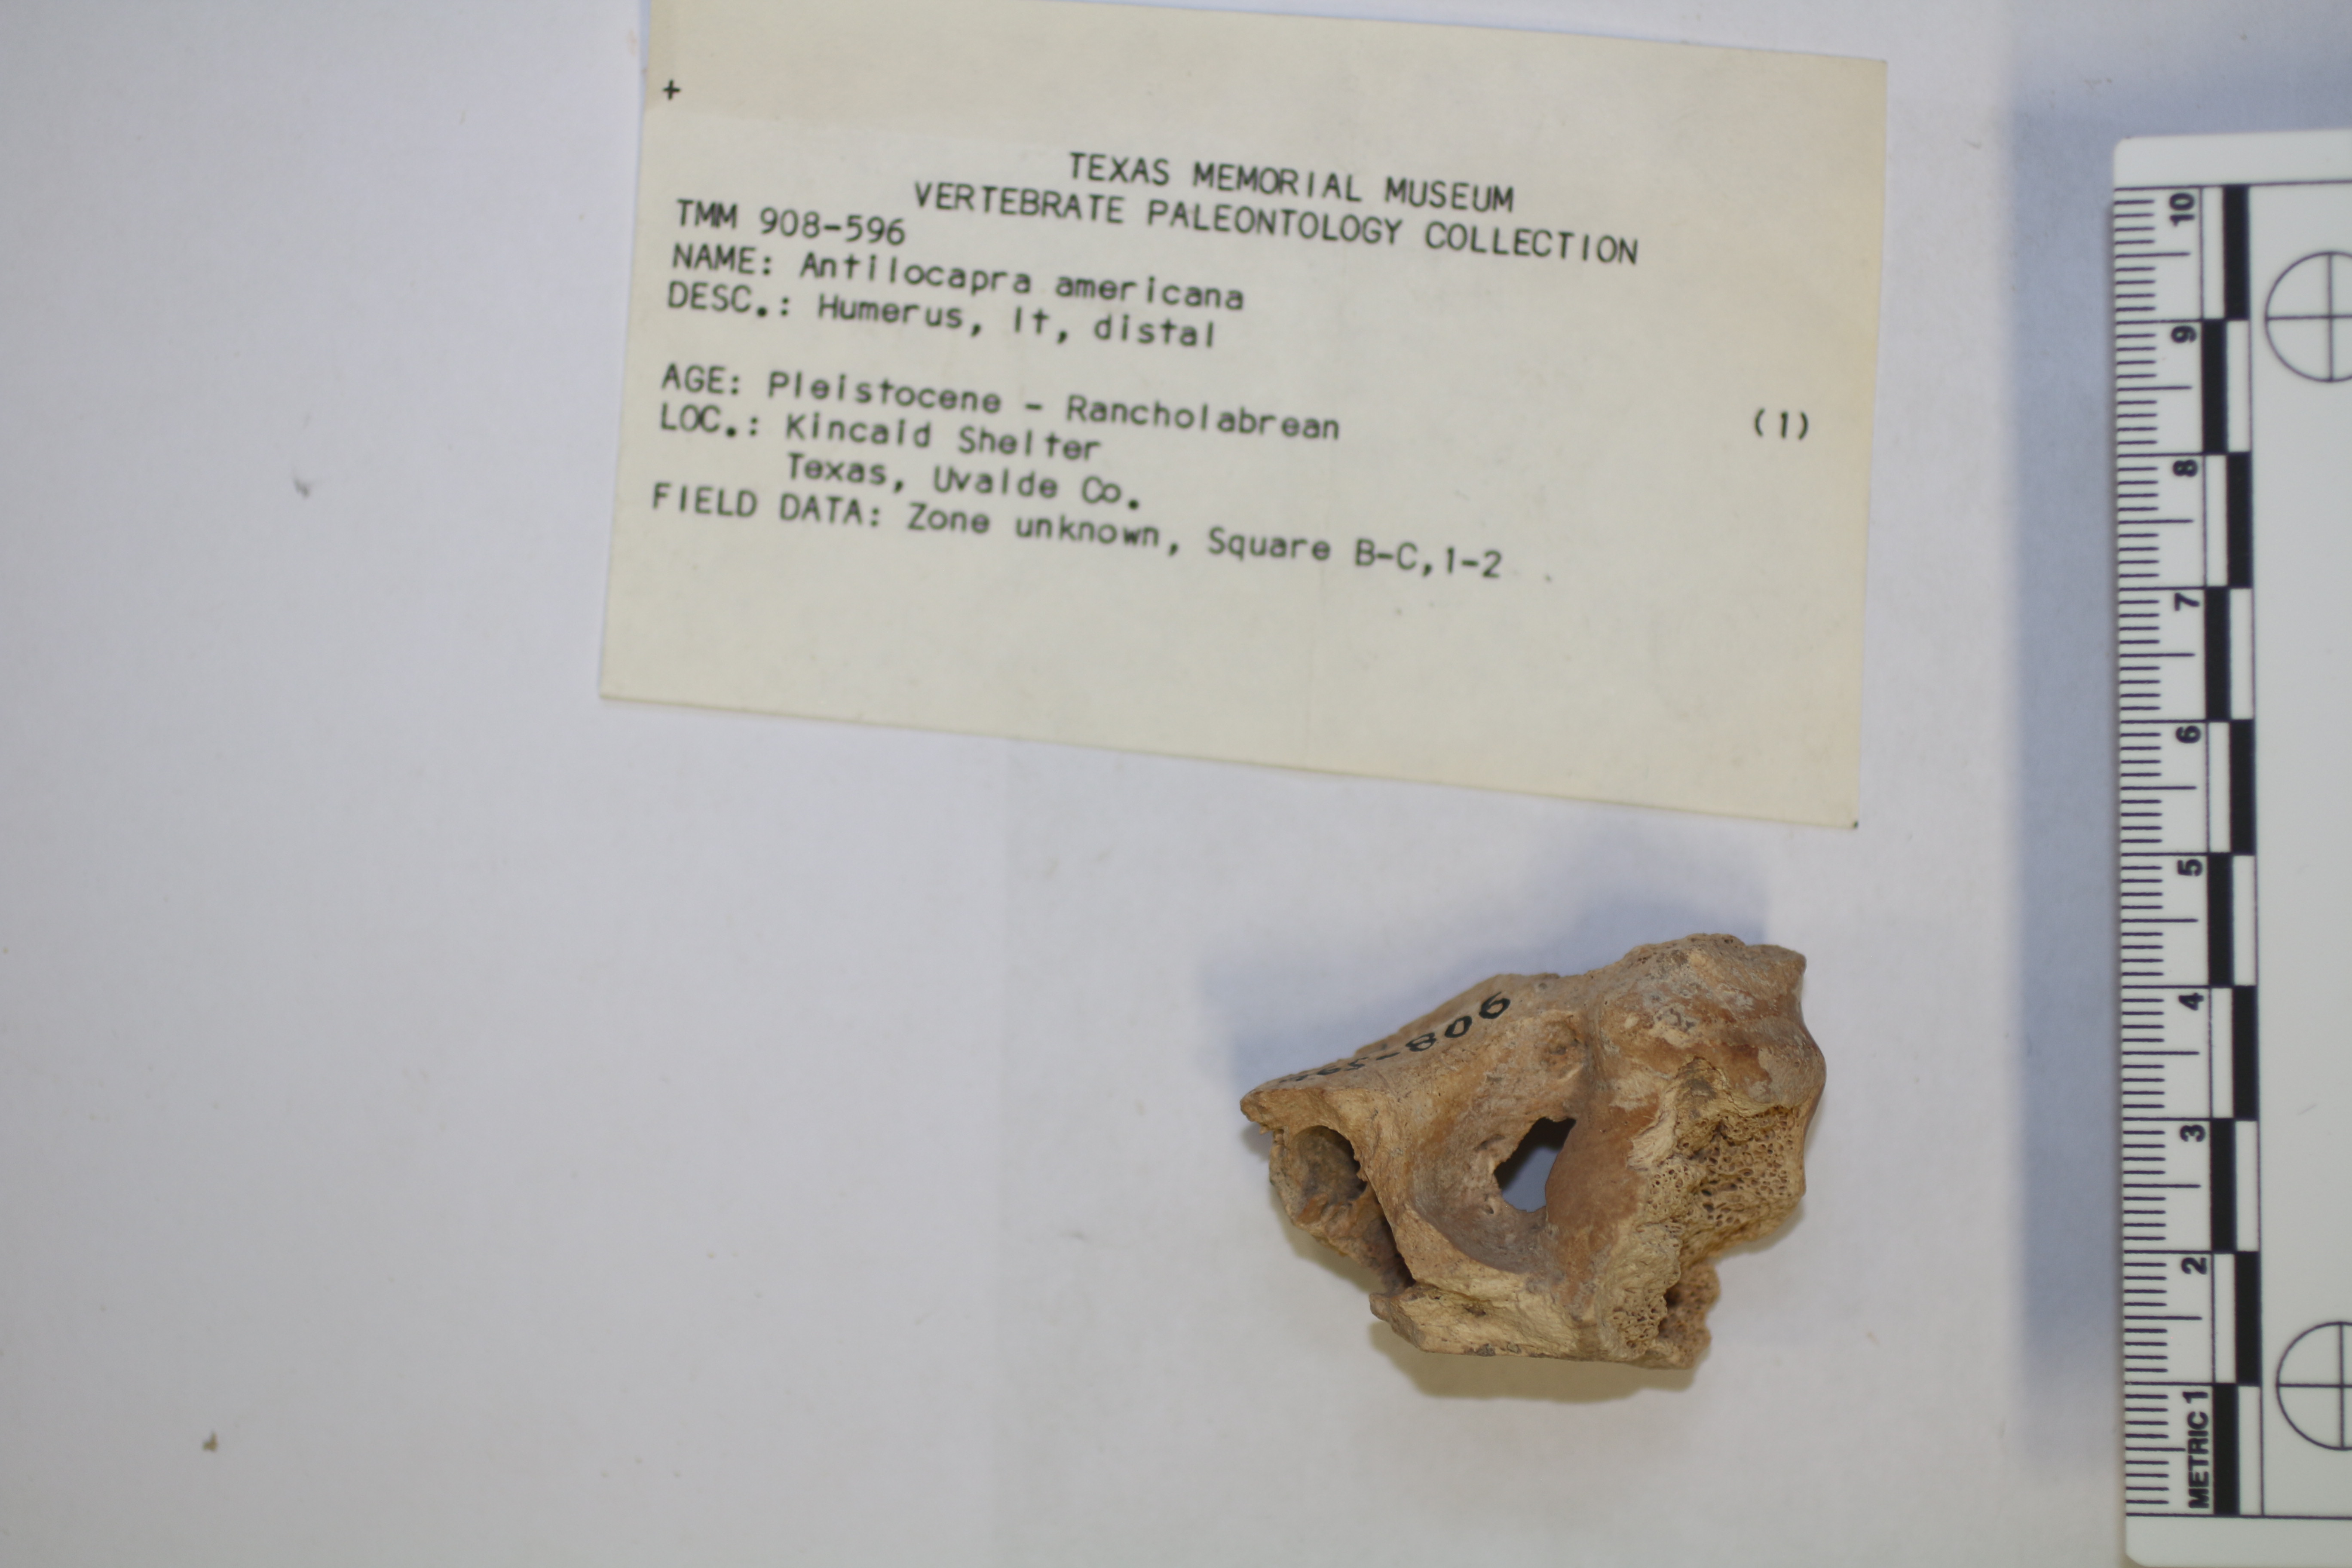 +
TEXAS MEMORIAL MUSEUM
VERTEBRATE PALEONTOLOGY COLLECTION
TMM 908-596
NAME: Antilocapra americana
DESC.: Humerus, lt, distal
AGE: Pleistocene - Rancholabrean (1)
LOC.: Kincaid Shelter
Texas, Uvalde Co.
FIELD DATA: Zone unknown, Square B-C,1-2
10
9
8
7
6
5
4
3
2
METRIC 1